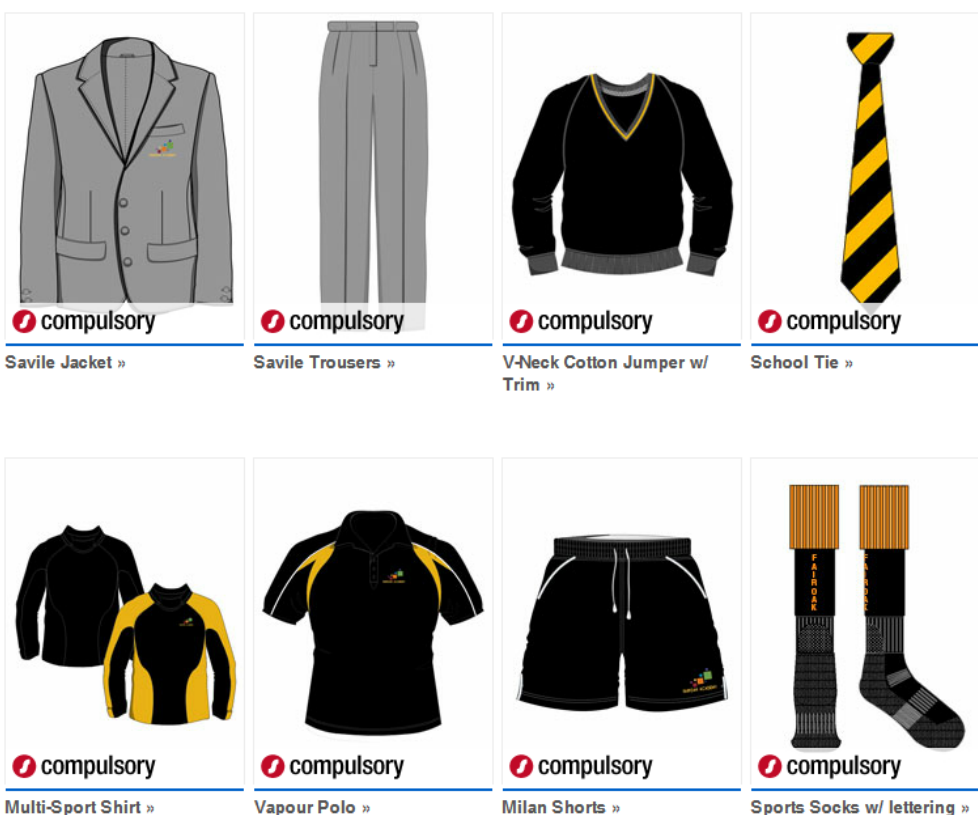 compulsory compulsory compulsory compulsory
Savile Jacket » Savile Trousers » V-Neck Cotton Jumper w/ School Tie »
Trim »
FAIROAK FAIROAK
compulsory compulsory compulsory compulsory
Multi-Sport Shirt » Vapour Polo » Milan Shorts » Sports Socks w/ lettering »